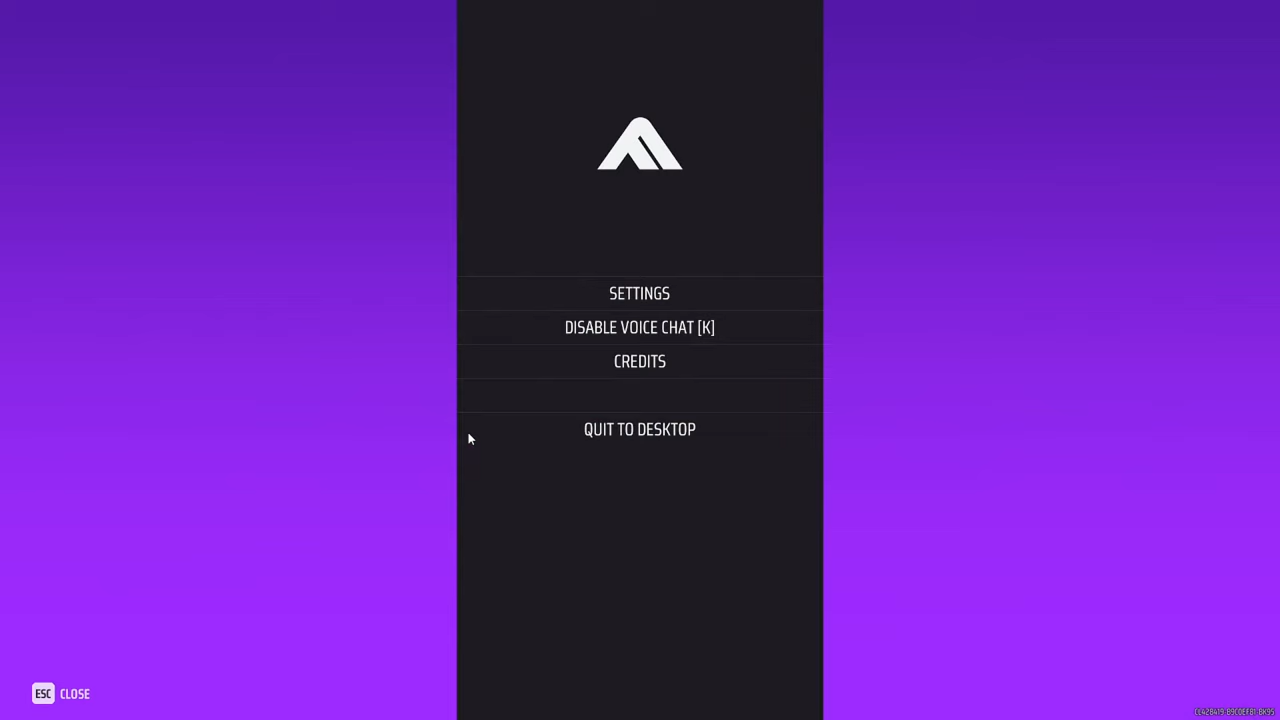 SETTINGS
DISABLE VOICE CHAT [K]
CREDITS
QUIT TO DESKTOP
ESC CLOSE